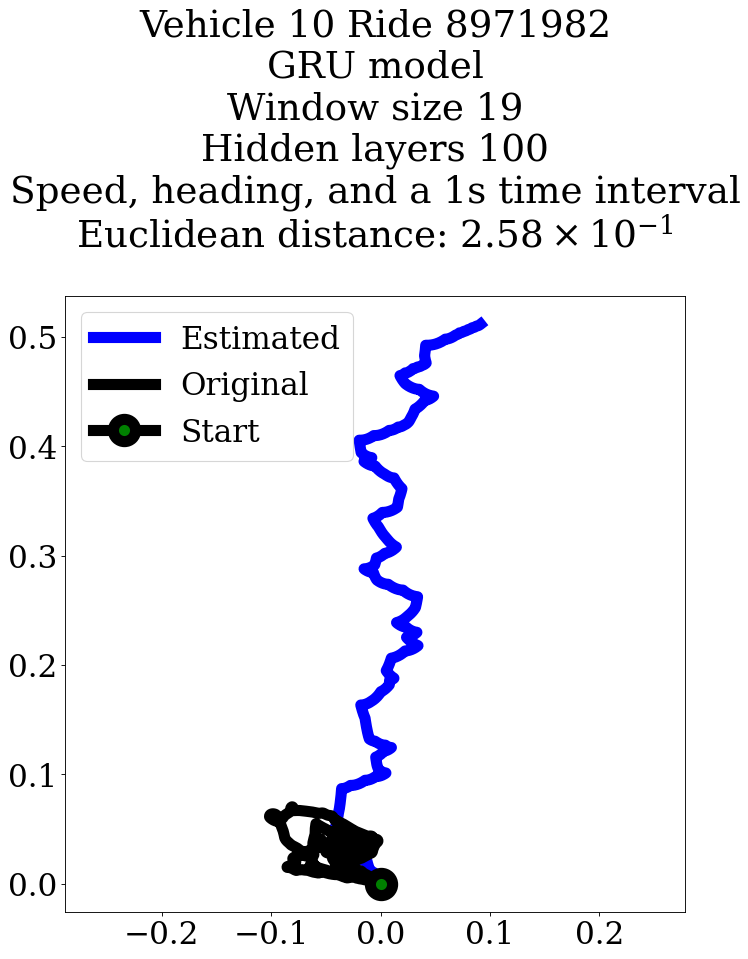 Vehicle 10 Ride 8971982
GRU model
Window size 19
Hidden layers 100
Speed, heading, and a 1s time interval
Euclidean distance: 2.58 × 10⁻¹
Estimated
Original
Start
0.5
0.4
0.3
0.2
0.1
0.0
−0.2 −0.1 0.0 0.1 0.2